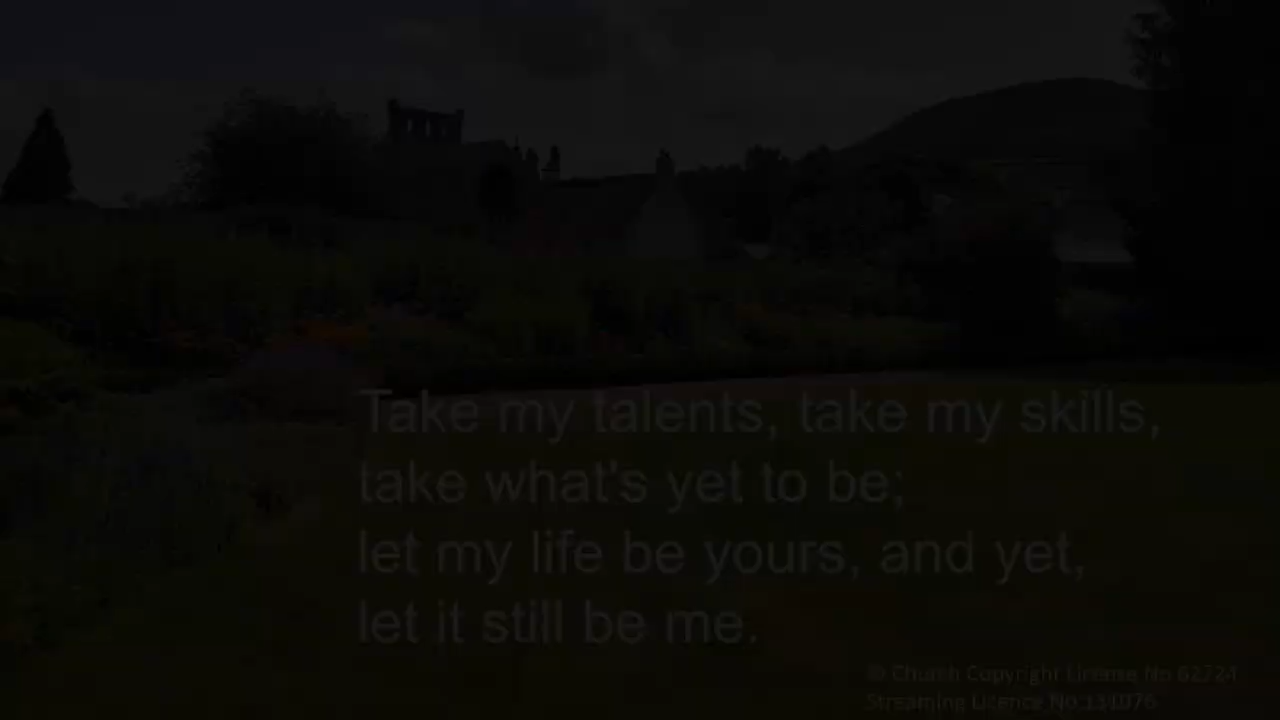 Take my talents, take my skills,
take what's yet to be;
let my life be yours, and yet,
let it still be me.
© Church Copyright License No 62724
Streaming Licence No.131076